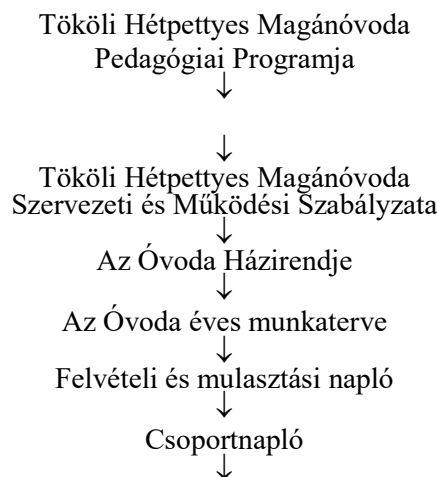 Tököli Hétpettyes Magánóvoda
Pedagógiai Programja
↓
↓
Tököli Hétpettyes Magánóvoda
Szervezeti és Működési Szabályzata
↓
Az Óvoda Házirendje
↓
Az Óvoda éves munkaterve
↓
Felvételi és mulasztási napló
↓
Csoportnapló
↓